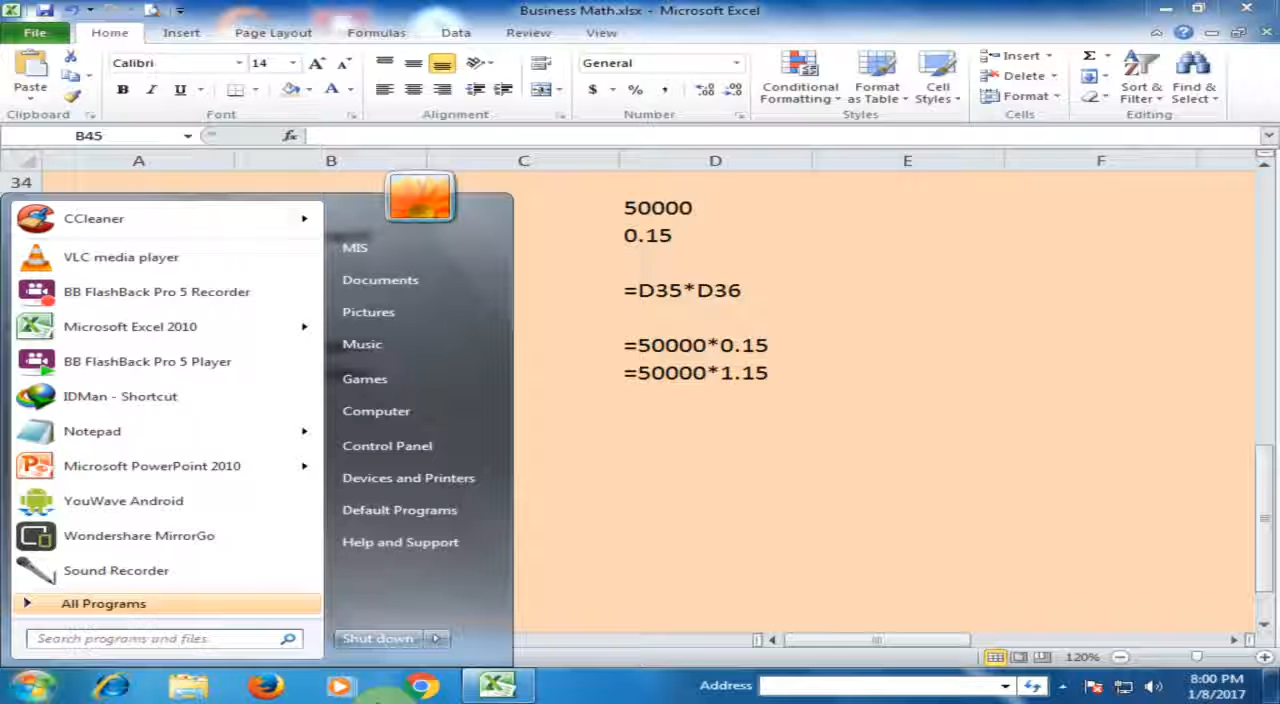 Business Math.xlsx - Microsoft Excel
File Home Insert Page Layout Formulas Data Review View
Paste
Calibri 14
B I U A
General
$ % ,
Conditional Formatting
Format as Table
Cell Styles
Insert
Delete
Format
Σ
Sort & Filter
Find & Select
Clipboard Font Alignment Number Styles Cells Editing
B45 fx
A B C D E F
34
50000
0.15
=D35*D36
=50000*0.15
=50000*1.15
CCleaner
VLC media player
BB FlashBack Pro 5 Recorder
Microsoft Excel 2010
BB FlashBack Pro 5 Player
IDMan - Shortcut
Notepad
Microsoft PowerPoint 2010
YouWave Android
Wondershare MirrorGo
Sound Recorder
All Programs
Search programs and files
MIS
Documents
Pictures
Music
Games
Computer
Control Panel
Devices and Printers
Default Programs
Help and Support
Shut down
120%
Address
8:00 PM
1/8/2017